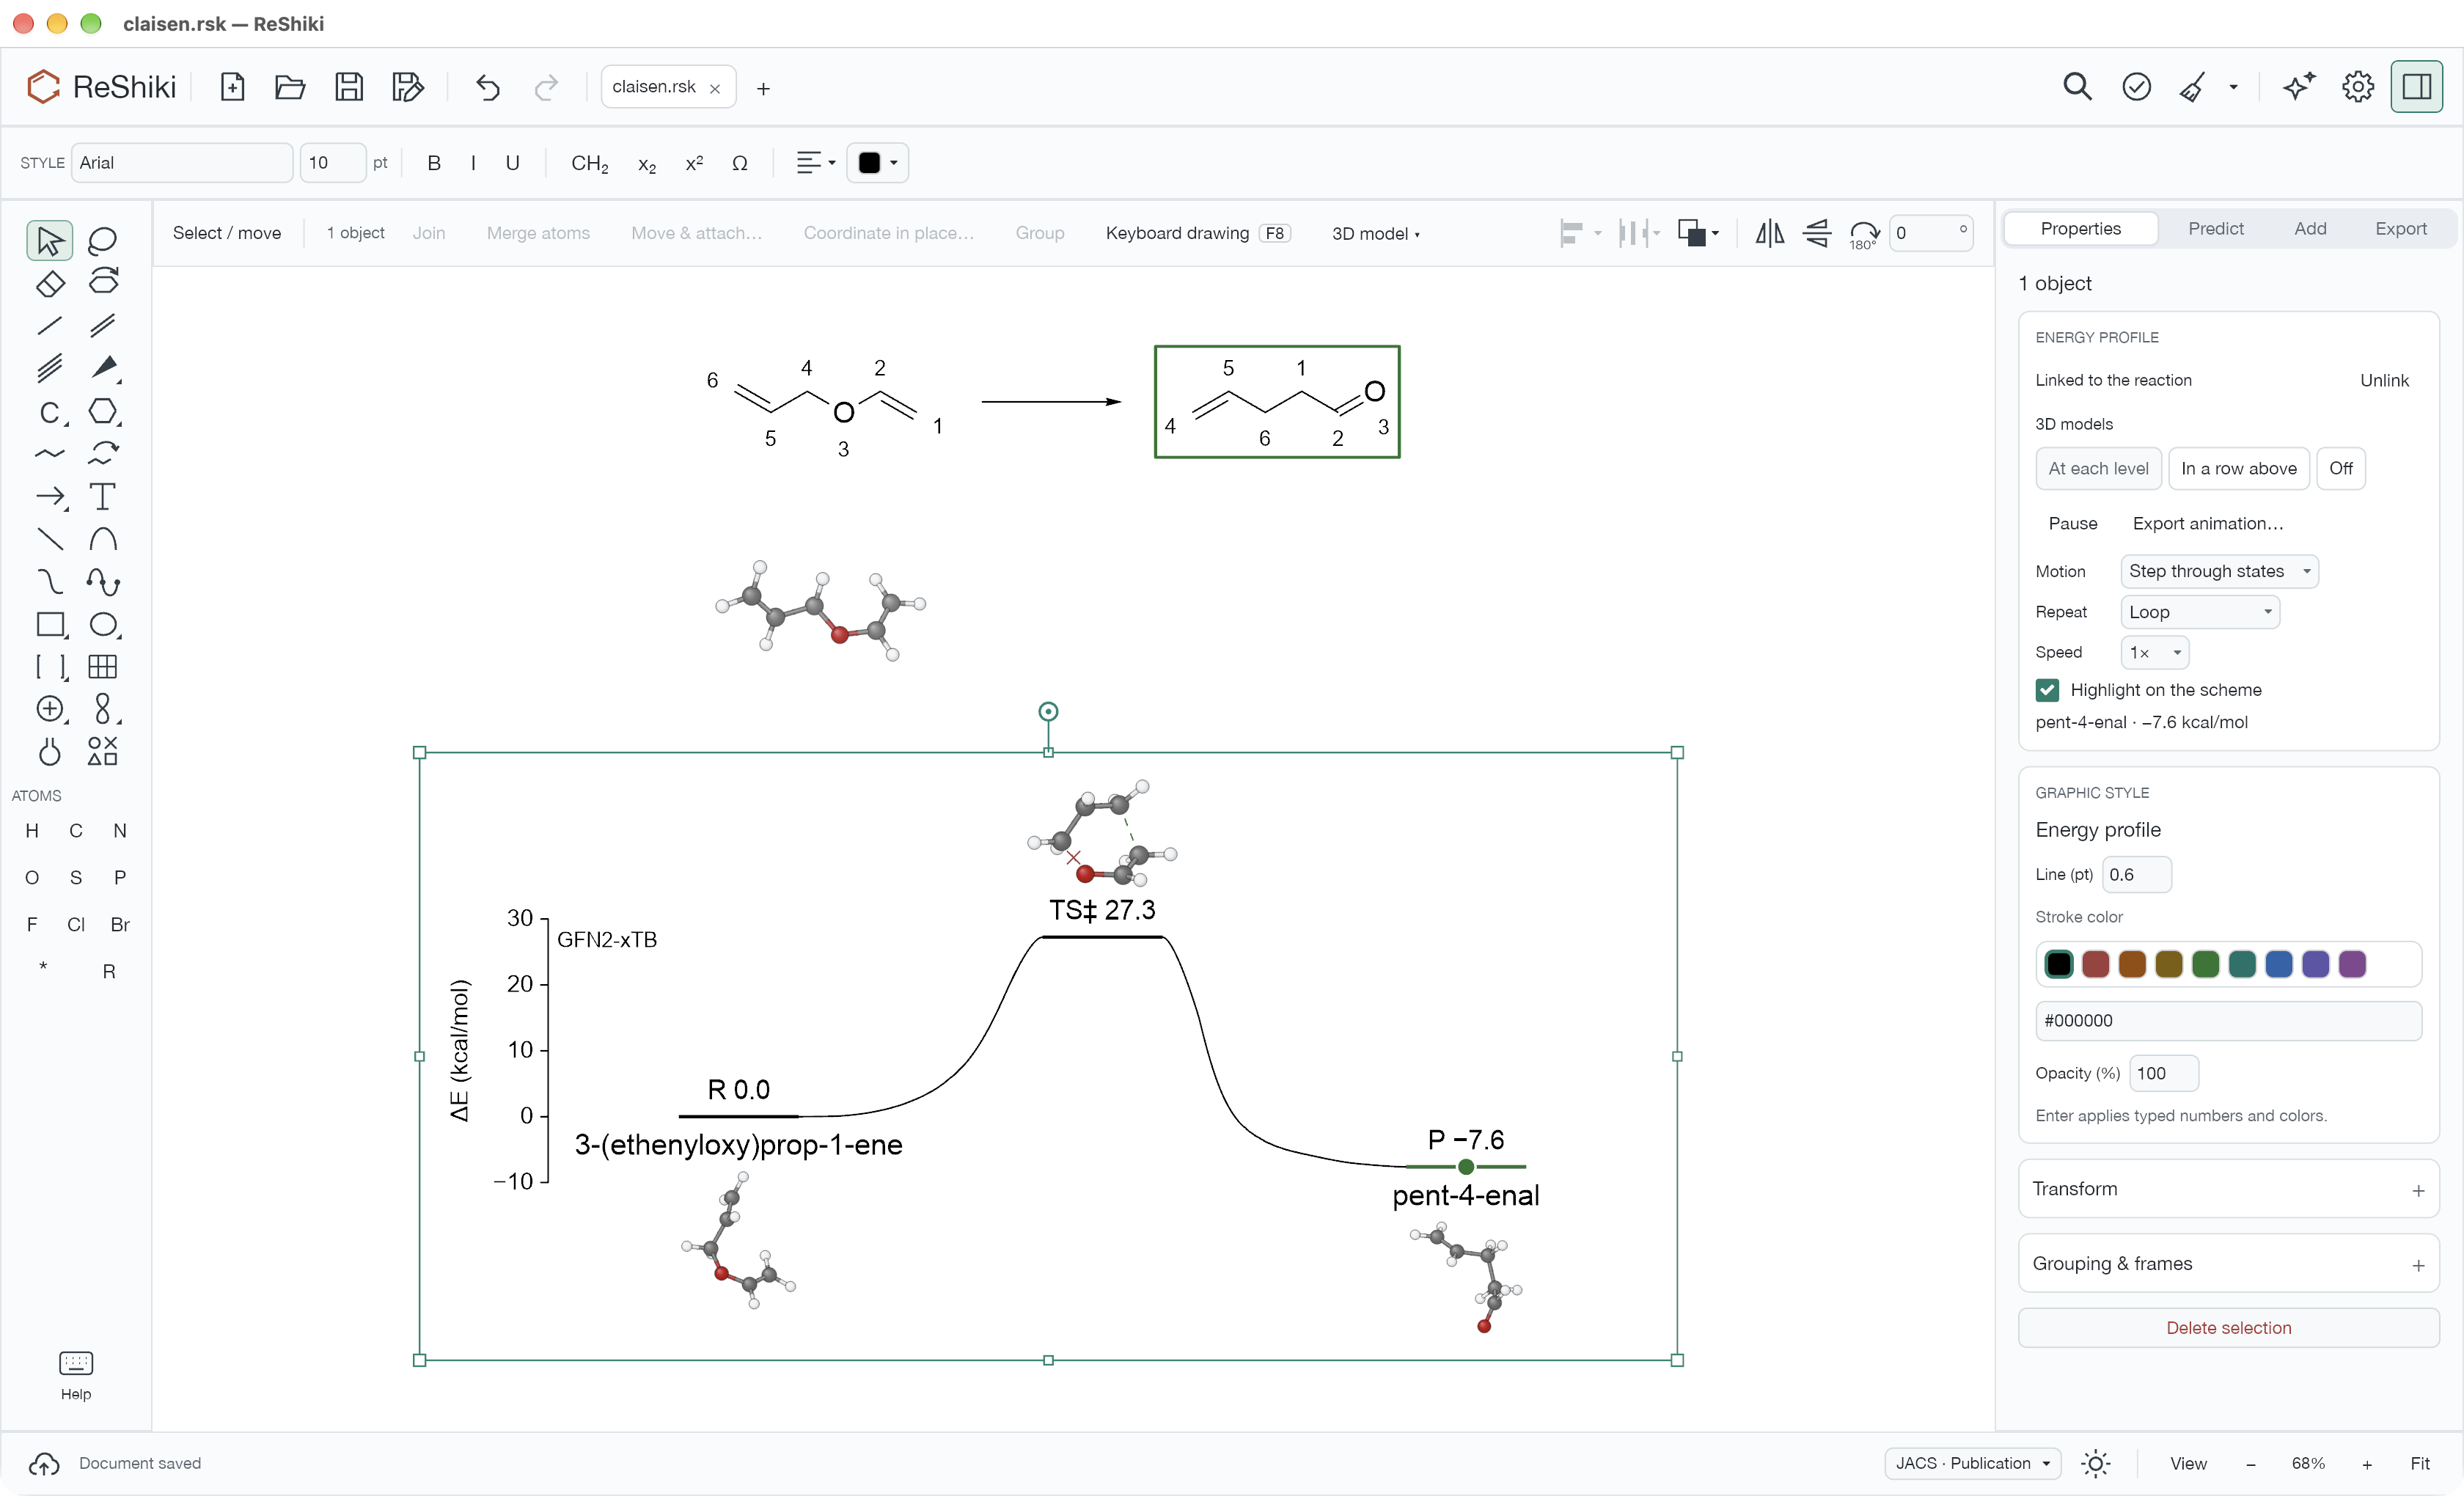 claisen.rsk — ReShiki
ReShiki
claisen.rsk ×
+
STYLE Arial 10 pt B I U CH₂ x₂ x² Ω
Select / move 1 object Join Merge atoms Move & attach... Coordinate in place... Group Keyboard drawing F8 3D model 180° 0 °
Properties Predict Add Export
C
T
ATOMS
H C N
O S P
F Cl Br
* R
Help
6 4 2 O 5 3 1
5 1 O 4 6 2 3
TS‡ 27.3
30
GFN2-xTB
20
ΔE (kcal/mol)
10
R 0.0
0
3-(ethenyloxy)prop-1-ene
−10
P −7.6
pent-4-enal
1 object
ENERGY PROFILE
Linked to the reaction Unlink
3D models
At each level In a row above Off
Pause Export animation...
Motion Step through states
Repeat Loop
Speed 1×
Highlight on the scheme
pent-4-enal · −7.6 kcal/mol
GRAPHIC STYLE
Energy profile
Line (pt) 0.6
Stroke color
#000000
Opacity (%) 100
Enter applies typed numbers and colors.
Transform +
Grouping & frames +
Delete selection
Document saved
JACS · Publication View − 68% + Fit